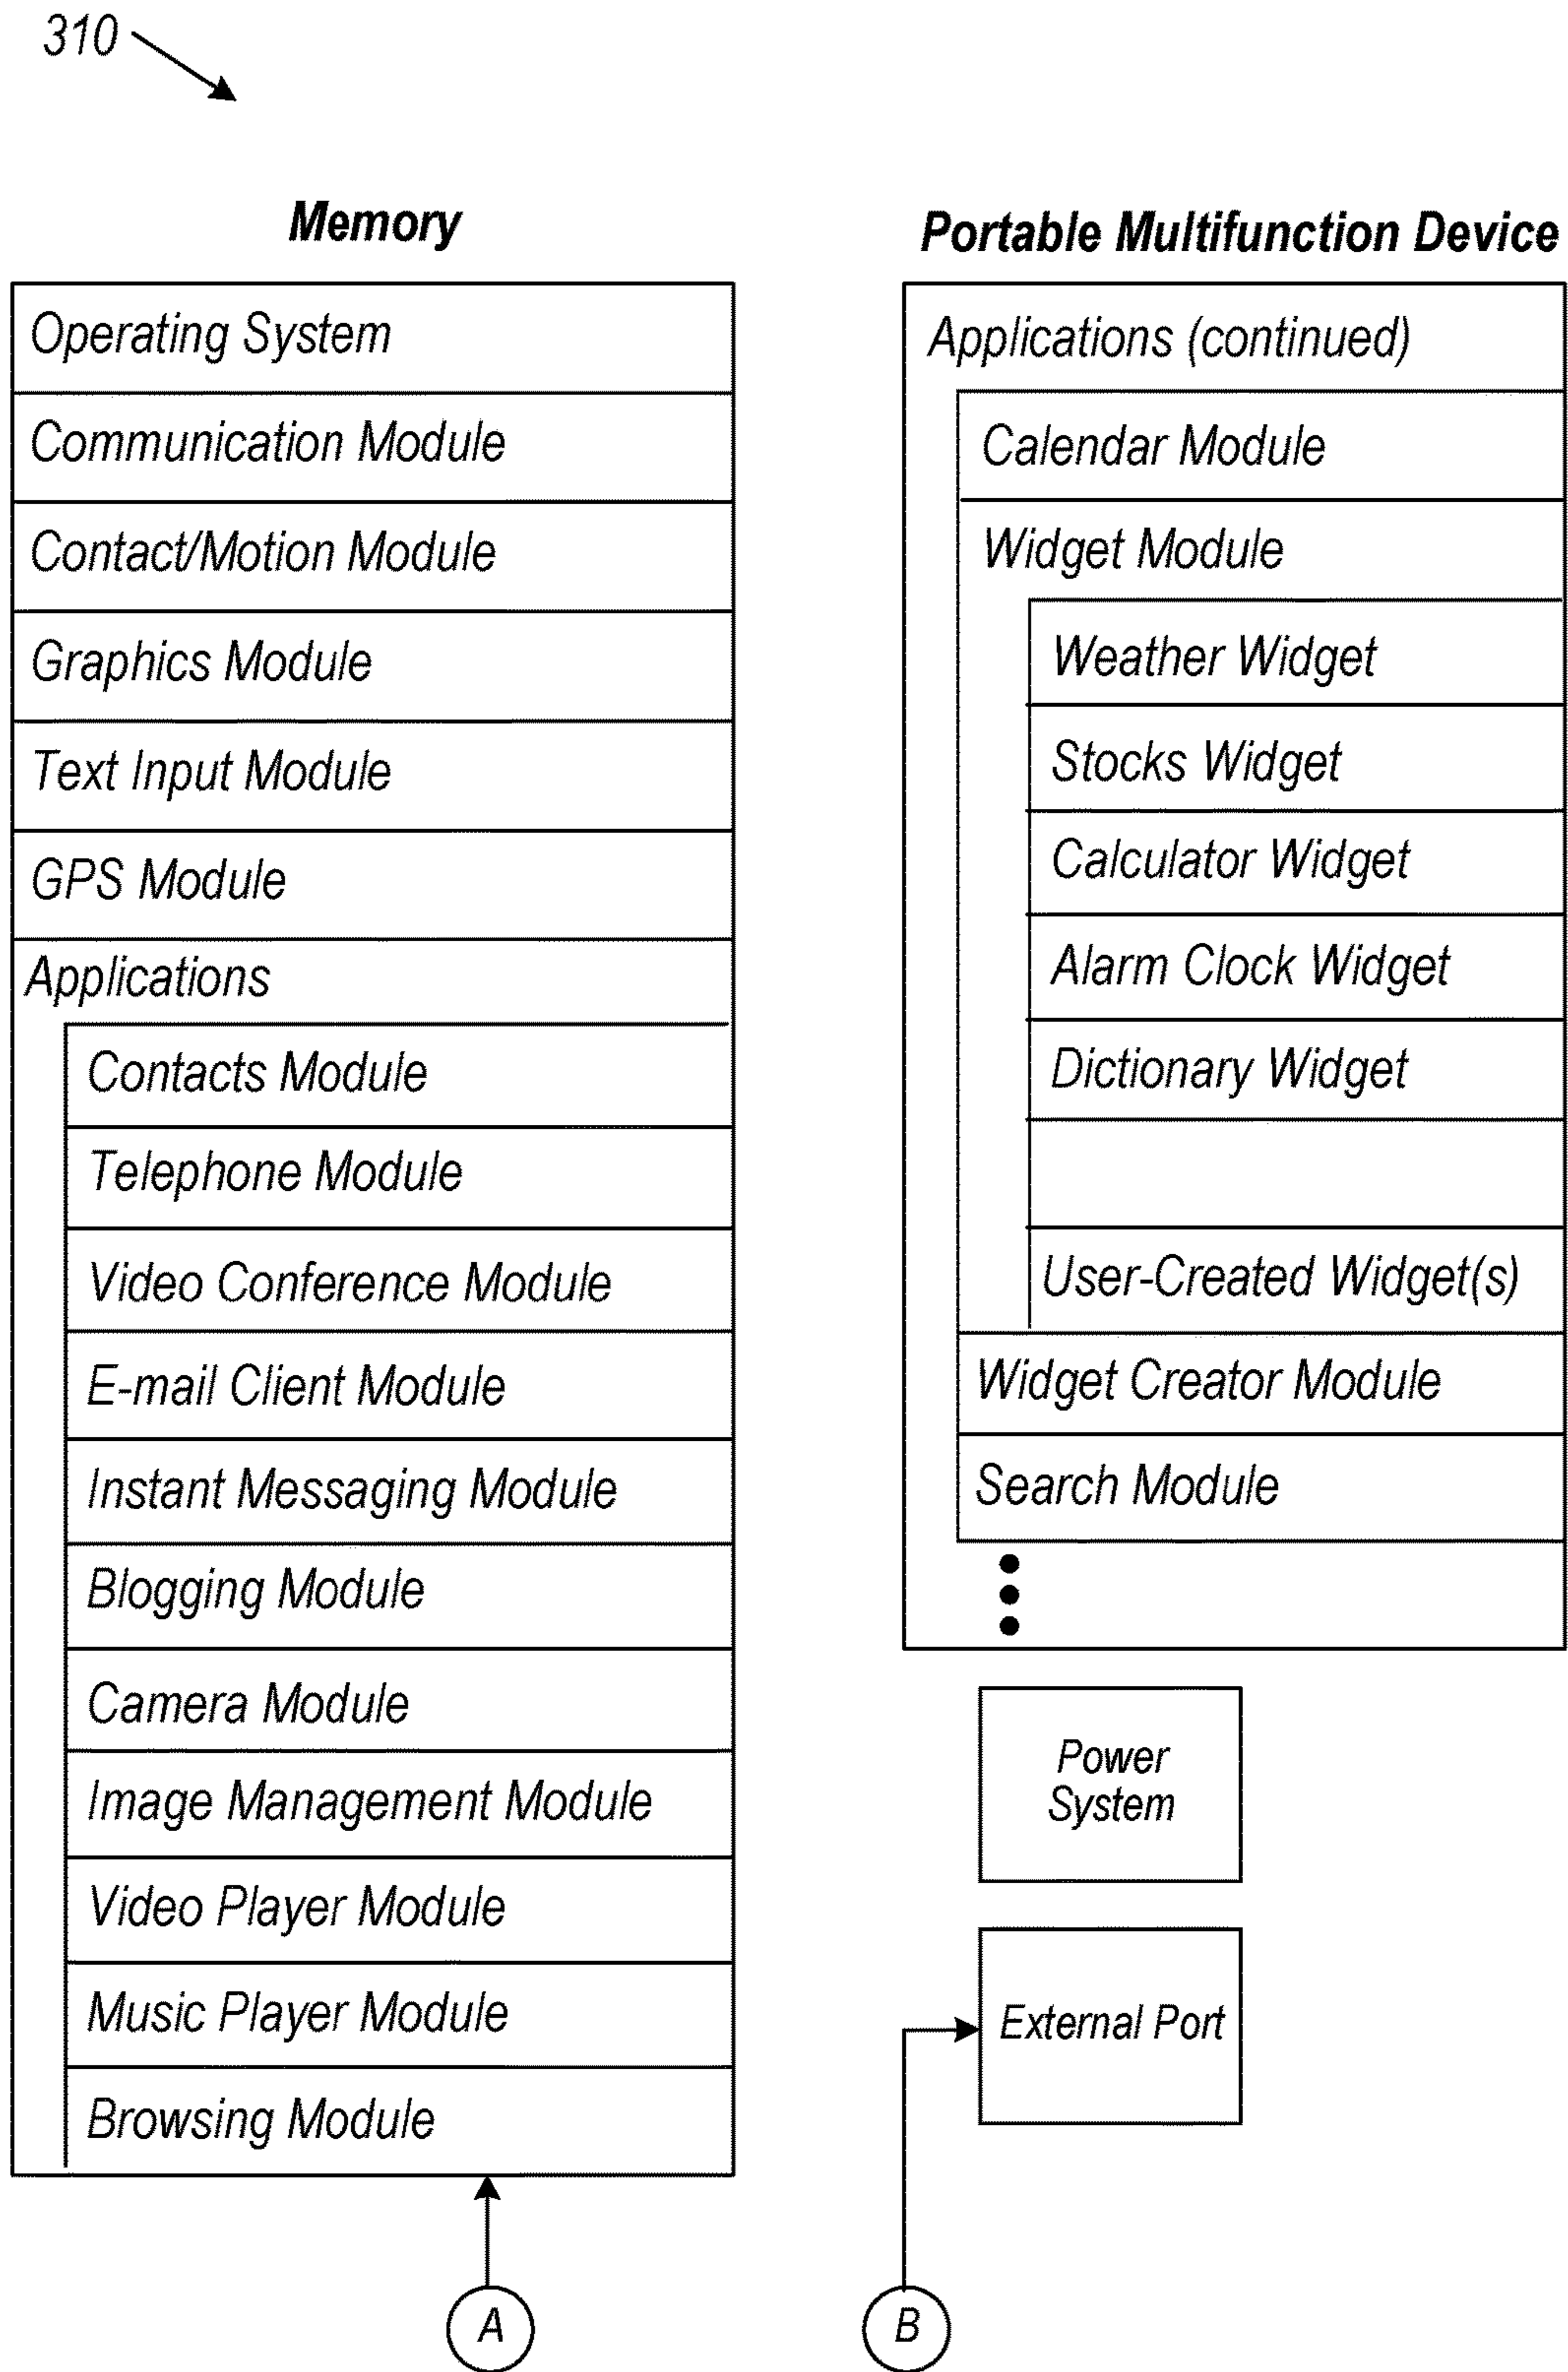 310
Memory
Operating System
Communication Module
Contact/Motion Module
Graphics Module
Text Input Module
GPS Module
Applications
Contacts Module
Telephone Module
Video Conference Module
E-mail Client Module
Instant Messaging Module
Blogging Module
Camera Module
Image Management Module
Video Player Module
Music Player Module
Browsing Module
A
Portable Multifunction Device
Applications (continued)
Calendar Module
Widget Module
Weather Widget
Stocks Widget
Calculator Widget
Alarm Clock Widget
Dictionary Widget
User-Created Widget(s)
Widget Creator Module
Search Module
Power
System
External Port
B